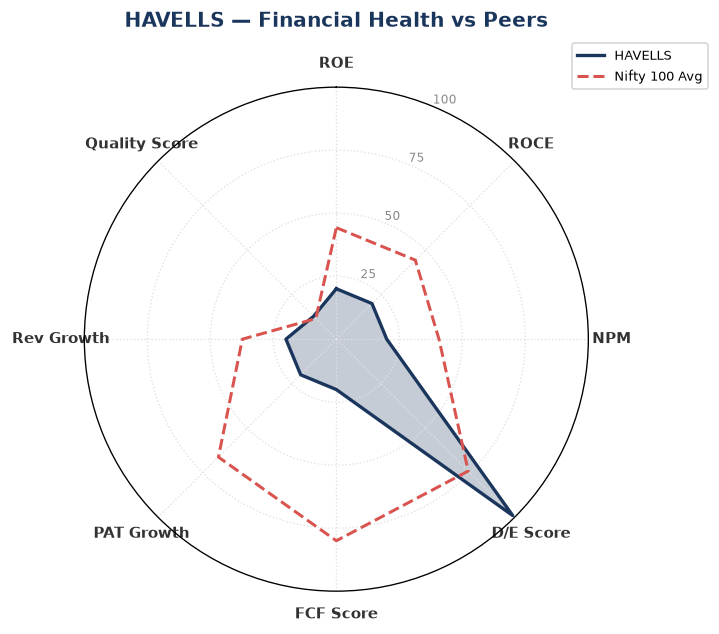 HAVELLS — Financial Health vs Peers
HAVELLS
Nifty 100 Avg
ROE
100
Quality Score
ROCE
75
50
25
Rev Growth
NPM
PAT Growth
D/E Score
FCF Score